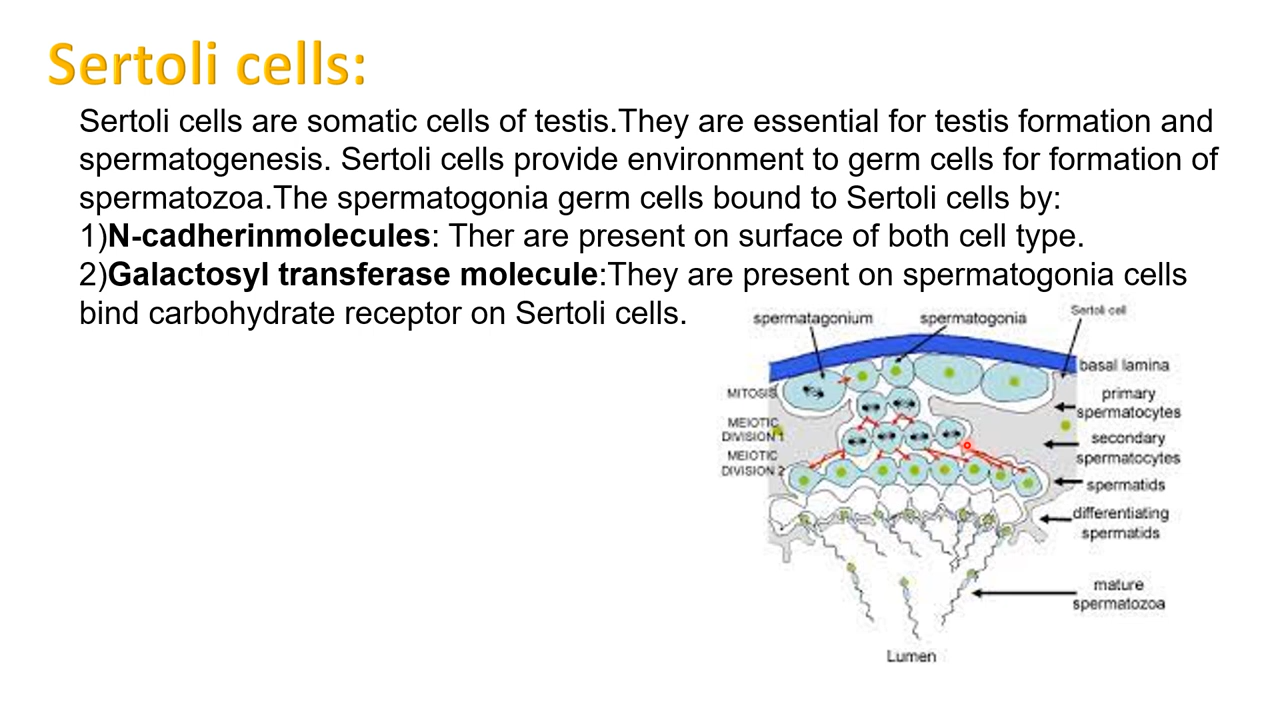 Sertoli cells:
Sertoli cells are somatic cells of testis.They are essential for testis formation and
spermatogenesis. Sertoli cells provide environment to germ cells for formation of
spermatozoa.The spermatogonia germ cells bound to Sertoli cells by:
1)N-cadherinmolecules: Ther are present on surface of both cell type.
2)Galactosyl transferase molecule:They are present on spermatogonia cells
bind carbohydrate receptor on Sertoli cells.
spermatagonium
spermatogonia
Sertoli cell
basal lamina
MITOSIS
primary
spermatocytes
MEIOTIC
DIVISION 1
secondary
spermatocytes
MEIOTIC
DIVISION 2
spermatids
differentiating
spermatids
mature
spermatozoa
Lumen